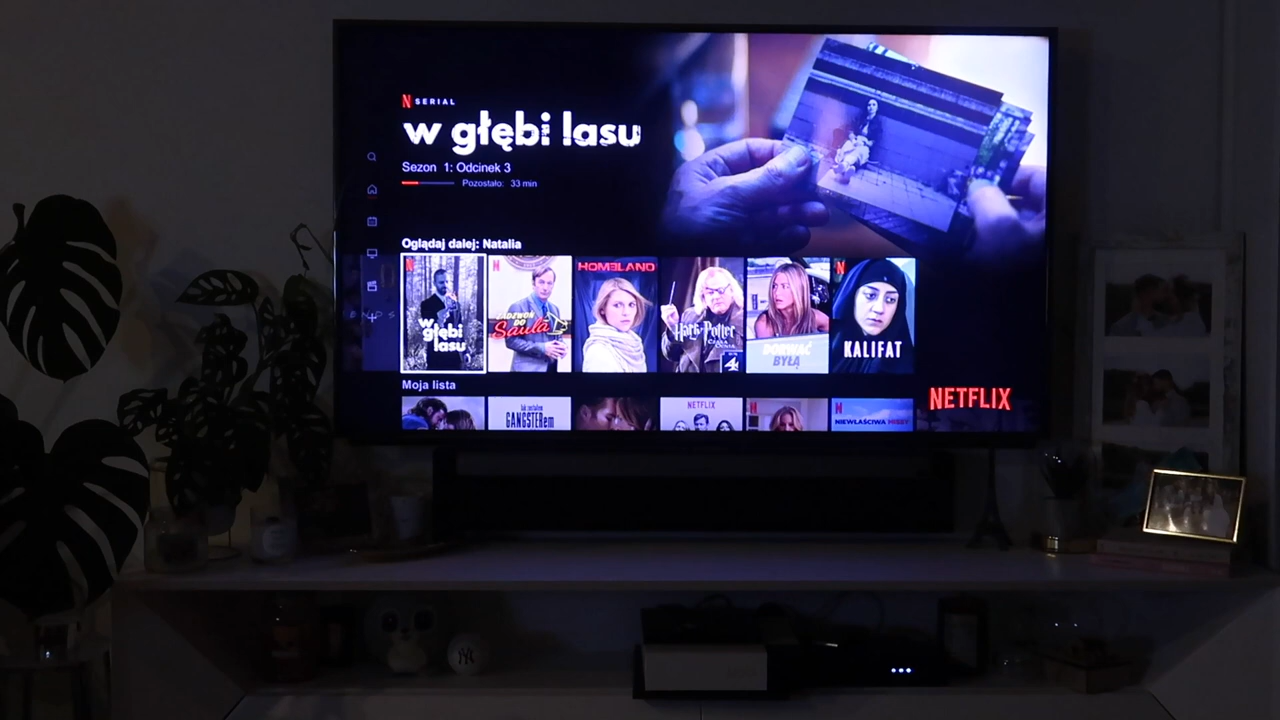 N SERIAL
w głębi lasu
Sezon 1: Odcinek 3
Pozostało: 33 min
Oglądaj dalej: Natalia
w głębi lasu
ZADZWOŃ DO Saula
HOMELAND
Harry Potter
DORWAĆ BYŁĄ
KALIFAT
Moja lista
GANGSTERem
NETFLIX
NIEWŁAŚCIWA MISSY
NETFLIX
NY